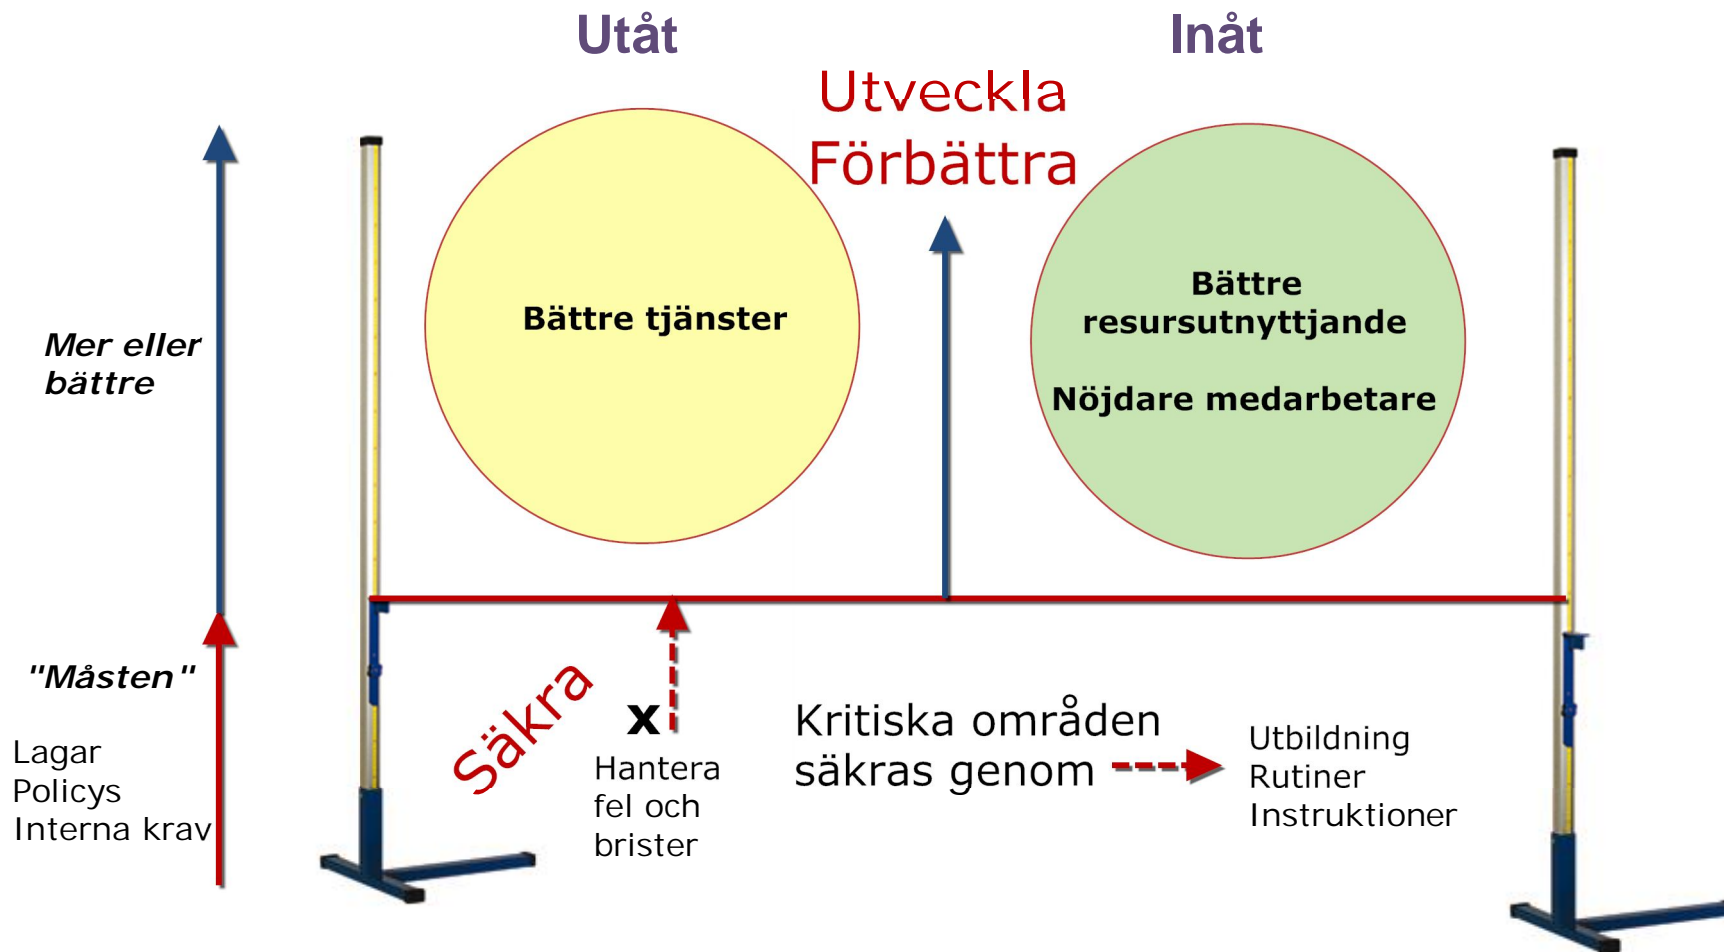 Utåt
Inåt
Utveckla
Förbättra
Bättre tjänster
Bättre
resursutnyttjande
Nöjdare medarbetare
Mer eller
bättre
"Måsten"
Lagar
Policys
Interna krav
Säkra
x
Hantera
fel och
brister
Kritiska områden
säkras genom
Utbildning
Rutiner
Instruktioner